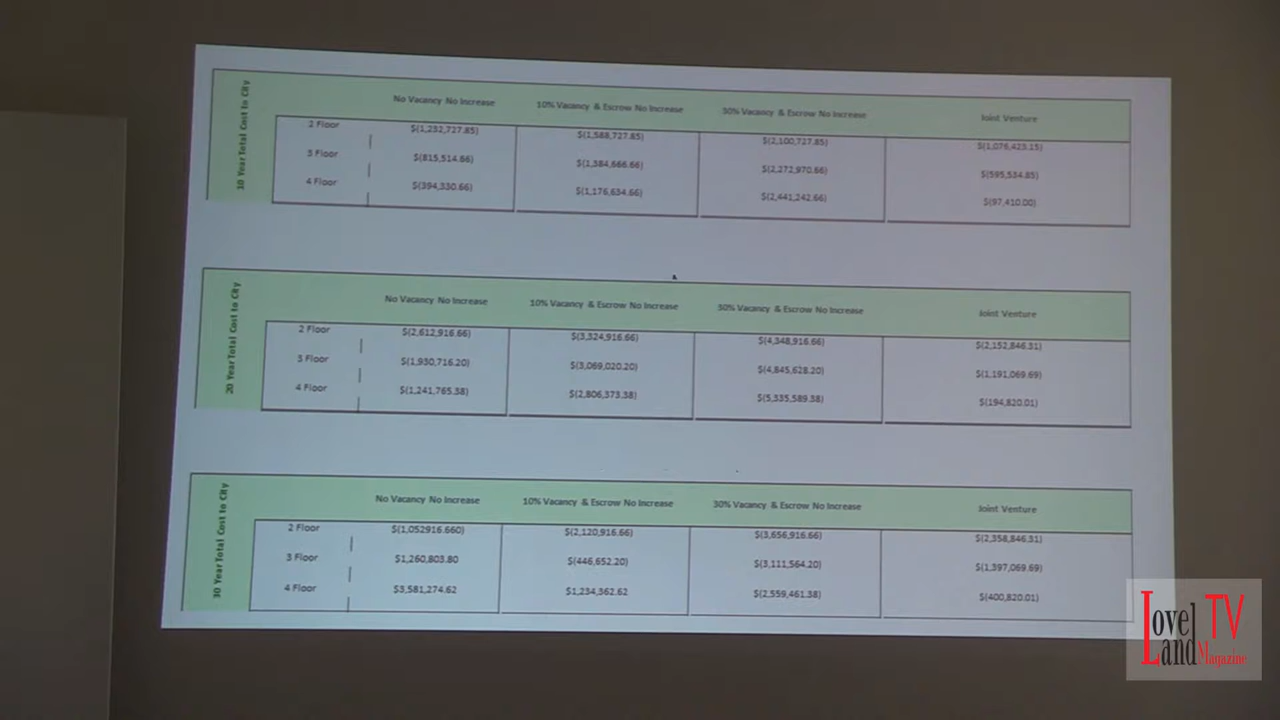 10 Year Total Cost to City
No Vacancy No Increase 10% Vacancy & Escrow No Increase 30% Vacancy & Escrow No Increase Joint Venture
2 Floor $(1,232,727.85) $(1,588,727.85) $(2,100,727.85) $(1,076,423.15)
3 Floor $(815,514.66) $(1,384,666.66) $(2,272,970.66) $(595,534.85)
4 Floor $(394,330.66) $(1,176,634.66) $(2,441,242.66) $(97,410.00)
20 Year Total Cost to City
No Vacancy No Increase 10% Vacancy & Escrow No Increase 30% Vacancy & Escrow No Increase Joint Venture
2 Floor $(2,612,916.66) $(3,324,916.66) $(4,348,916.66) $(2,152,846.31)
3 Floor $(1,930,716.20) $(3,069,020.20) $(4,845,628.20) $(1,191,069.69)
4 Floor $(1,241,765.38) $(2,806,373.38) $(5,335,589.38) $(194,820.01)
30 Year Total Cost to City
No Vacancy No Increase 10% Vacancy & Escrow No Increase 30% Vacancy & Escrow No Increase Joint Venture
2 Floor $(1,052916.660) $(2,120,916.66) $(3,656,916.66) $(2,358,846.31)
3 Floor $1,260,803.80 $(446,652.20) $(3,111,564.20) $(1,397,069.69)
4 Floor $3,581,274.62 $1,234,362.62 $(2,559,461.38) $(400,820.01)
Lovel TV
Land Magazine